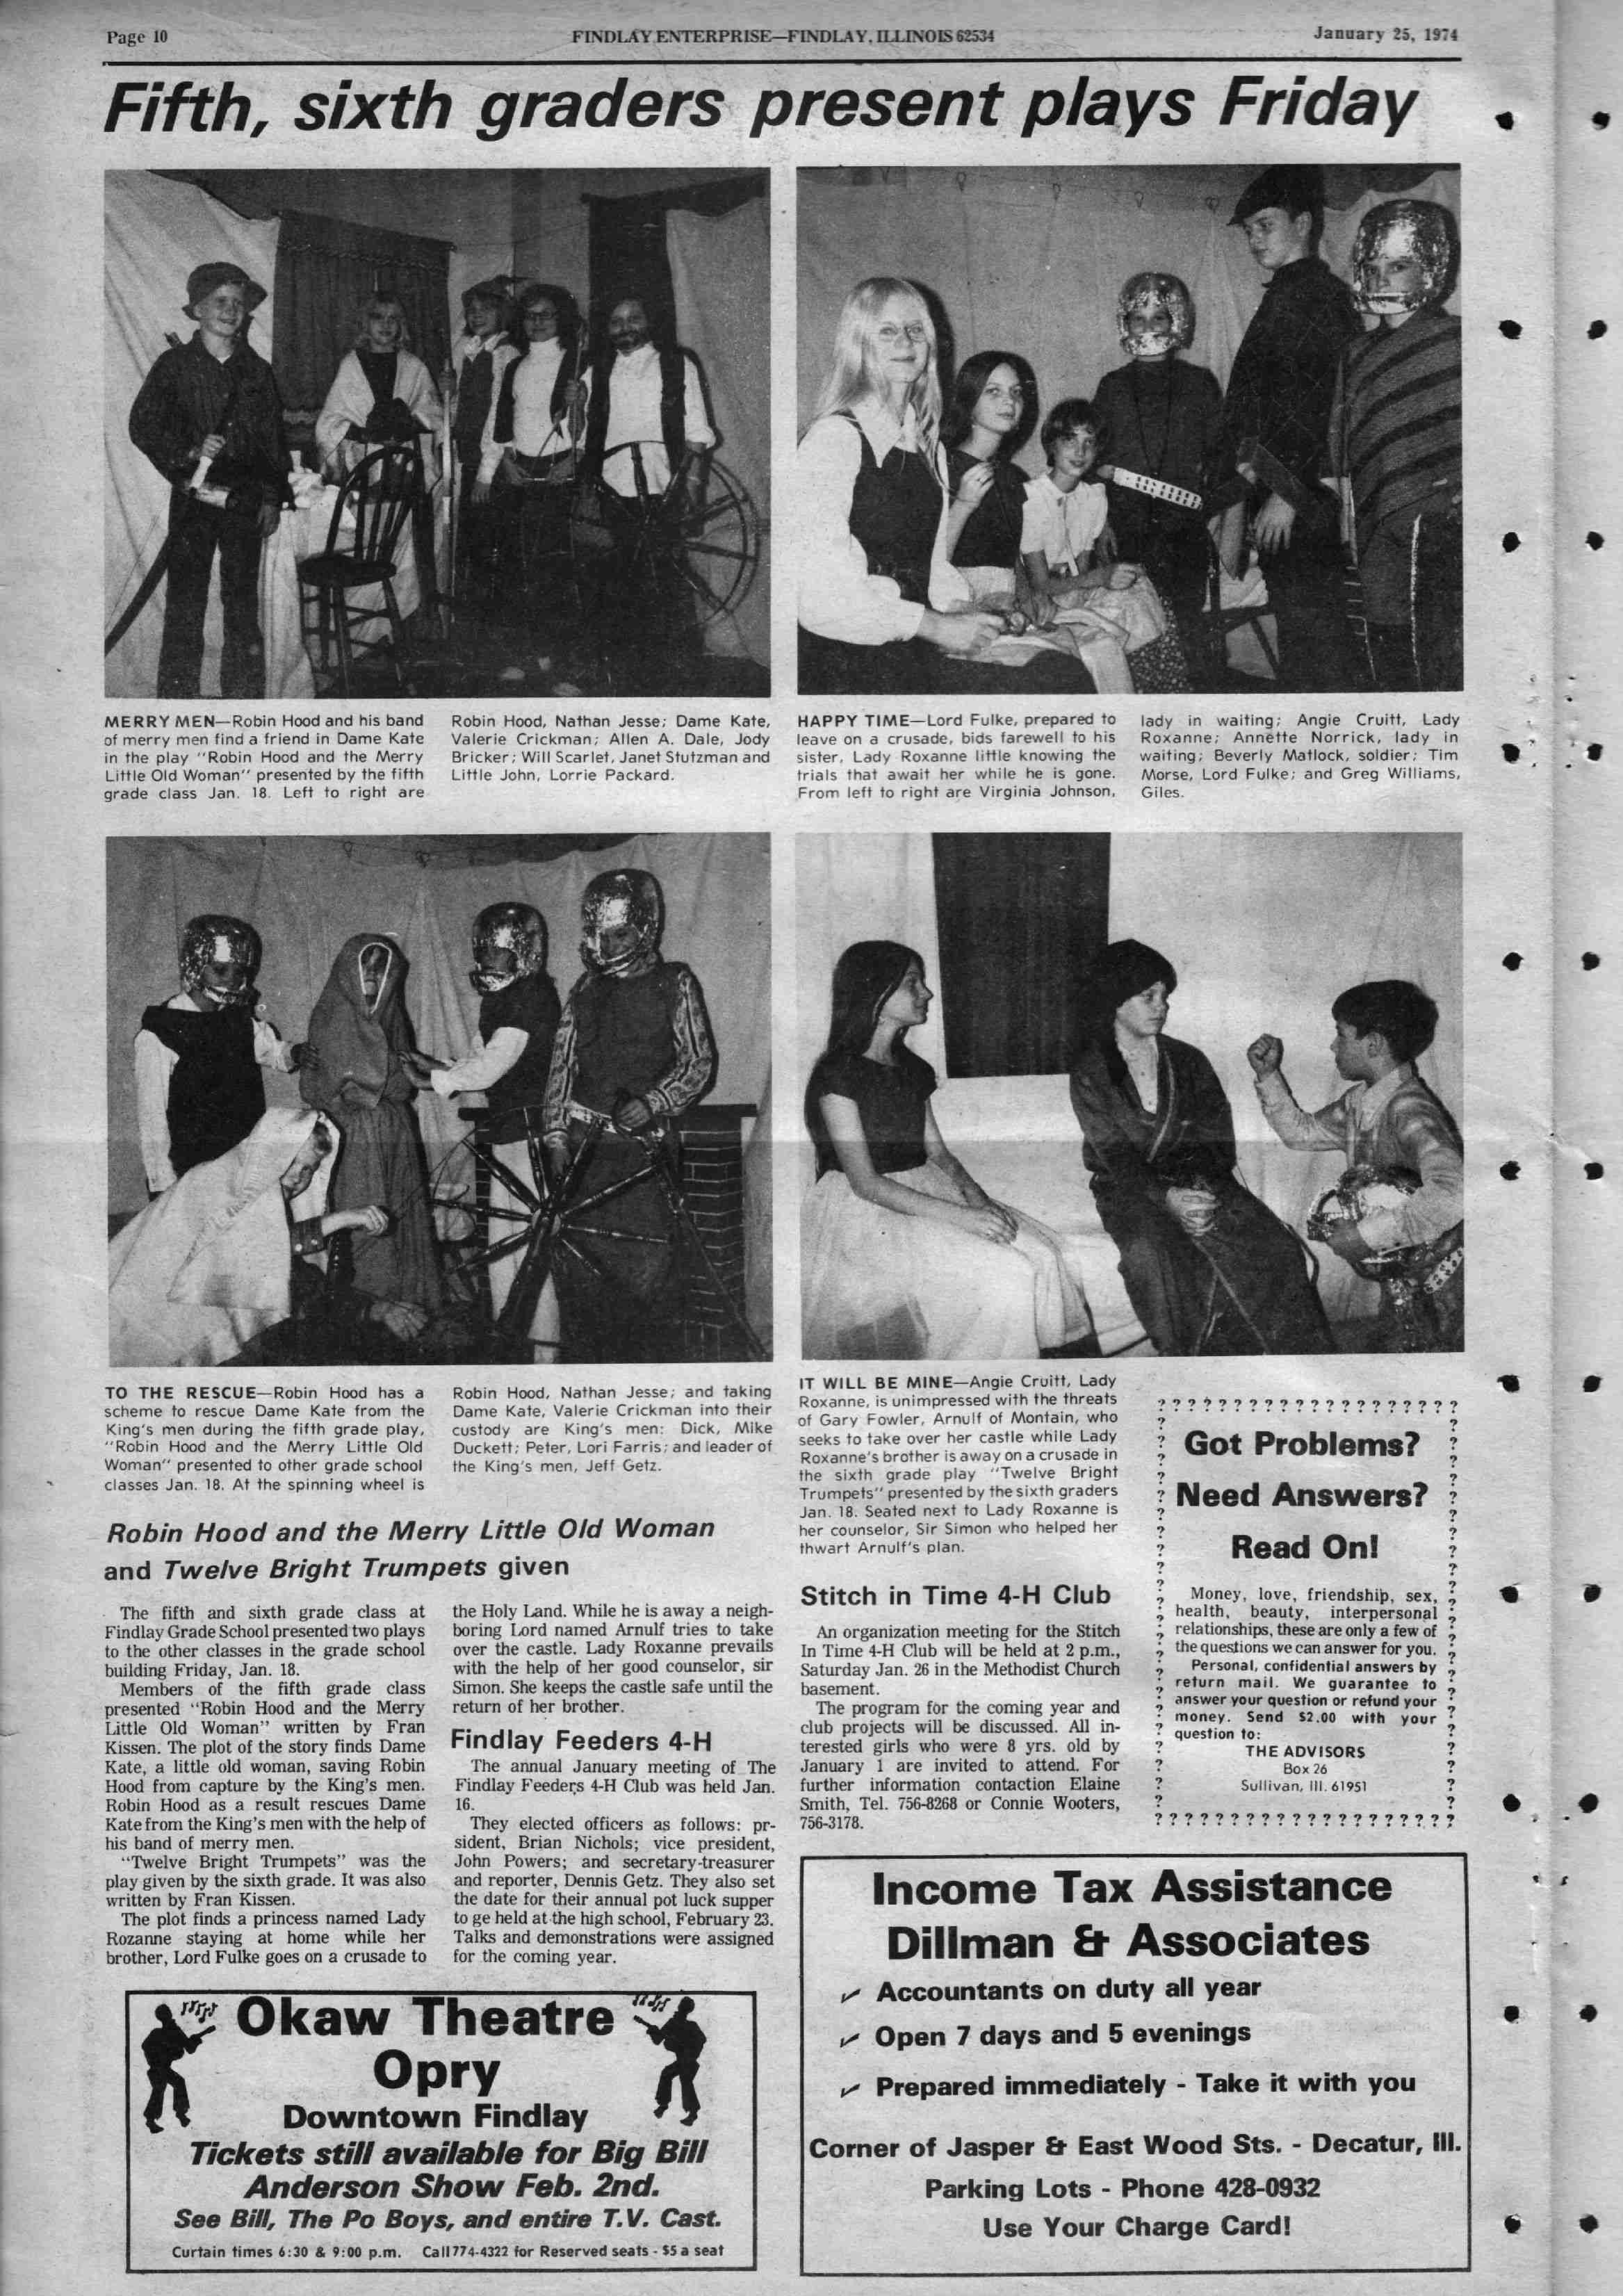 Page 10
FINDLAY ENTERPRISE—FINDLAY, ILLINOIS 62534
January 25, 1974
Fifth, sixth graders present plays Friday
MERRY MEN—Robin Hood and his band
of merry men find a friend in Dame Kate
in the play "Robin Hood and the Merry
Little Old Woman" presented by the fifth
grade class Jan. 18. Left to right are
Robin Hood, Nathan Jesse; Dame Kate,
Valerie Crickman; Allen A. Dale, Jody
Bricker; Will Scarlet, Janet Stutzman and
Little John, Lorrie Packard.
HAPPY TIME—Lord Fulke, prepared to
leave on a crusade, bids farewell to his
sister, Lady Roxanne little knowing the
trials that await her while he is gone.
From left to right are Virginia Johnson,
lady in waiting; Angie Cruitt, Lady
Roxanne; Annette Norrick, lady in
waiting; Beverly Matlock, soldier; Tim
Morse, Lord Fulke; and Greg Williams,
Giles.
TO THE RESCUE—Robin Hood has a
scheme to rescue Dame Kate from the
King's men during the fifth grade play,
"Robin Hood and the Merry Little Old
Woman" presented to other grade school
classes Jan. 18. At the spinning wheel is
Robin Hood, Nathan Jesse; and taking
Dame Kate, Valerie Crickman into their
custody are King's men: Dick, Mike
Duckett; Peter, Lori Farris; and leader of
the King's men, Jeff Getz.
IT WILL BE MINE—Angie Cruitt, Lady
Roxanne, is unimpressed with the threats
of Gary Fowler, Arnulf of Montain, who
seeks to take over her castle while Lady
Roxanne's brother is away on a crusade in
the sixth grade play "Twelve Bright
Trumpets" presented by the sixth graders
Jan. 18. Seated next to Lady Roxanne is
her counselor, Sir Simon who helped her
thwart Arnulf's plan.
Robin Hood and the Merry Little Old Woman
and Twelve Bright Trumpets given
The fifth and sixth grade class at
Findlay Grade School presented two plays
to the other classes in the grade school
building Friday, Jan. 18.
Members of the fifth grade class
presented "Robin Hood and the Merry
Little Old Woman" written by Fran
Kissen. The plot of the story finds Dame
Kate, a little old woman, saving Robin
Hood from capture by the King's men.
Robin Hood as a result rescues Dame
Kate from the King's men with the help of
his band of merry men.
"Twelve Bright Trumpets" was the
play given by the sixth grade. It was also
written by Fran Kissen.
The plot finds a princess named Lady
Rozanne staying at home while her
brother, Lord Fulke goes on a crusade to
the Holy Land. While he is away a neigh-
boring Lord named Arnulf tries to take
over the castle. Lady Roxanne prevails
with the help of her good counselor, sir
Simon. She keeps the castle safe until the
return of her brother.
Findlay Feeders 4-H
The annual January meeting of The
Findlay Feeders 4-H Club was held Jan.
16.
They elected officers as follows: pr-
sident, Brian Nichols; vice president,
John Powers; and secretary-treasurer
and reporter, Dennis Getz. They also set
the date for their annual pot luck supper
to ge held at the high school, February 23.
Talks and demonstrations were assigned
for the coming year.
Stitch in Time 4-H Club
An organization meeting for the Stitch
In Time 4-H Club will be held at 2 p.m.,
Saturday Jan. 26 in the Methodist Church
basement.
The program for the coming year and
club projects will be discussed. All in-
terested girls who were 8 yrs. old by
January 1 are invited to attend. For
further information contaction Elaine
Smith, Tel. 756-8268 or Connie Wooters,
756-3178.
? ? ? ? ? ? ? ? ? ? ? ? ? ? ? ? ? ? ? ?
Got Problems?
Need Answers?
Read On!
Money, love, friendship, sex,
health, beauty, interpersonal
relationships, these are only a few of
the questions we can answer for you.
Personal, confidential answers by
return mail. We guarantee to
answer your question or refund your
money. Send $2.00 with your
question to:
THE ADVISORS
Box 26
Sullivan, Ill. 61951
? ? ? ? ? ? ? ? ? ? ? ? ? ? ? ? ? ? ? ?
Okaw Theatre
Opry
Downtown Findlay
Tickets still available for Big Bill
Anderson Show Feb. 2nd.
See Bill, The Po Boys, and entire T.V. Cast.
Curtain times 6:30 & 9:00 p.m. Call 774-4322 for Reserved seats - $5 a seat
Income Tax Assistance
Dillman & Associates
✓ Accountants on duty all year
✓ Open 7 days and 5 evenings
✓ Prepared immediately - Take it with you
Corner of Jasper & East Wood Sts. - Decatur, Ill.
Parking Lots - Phone 428-0932
Use Your Charge Card!